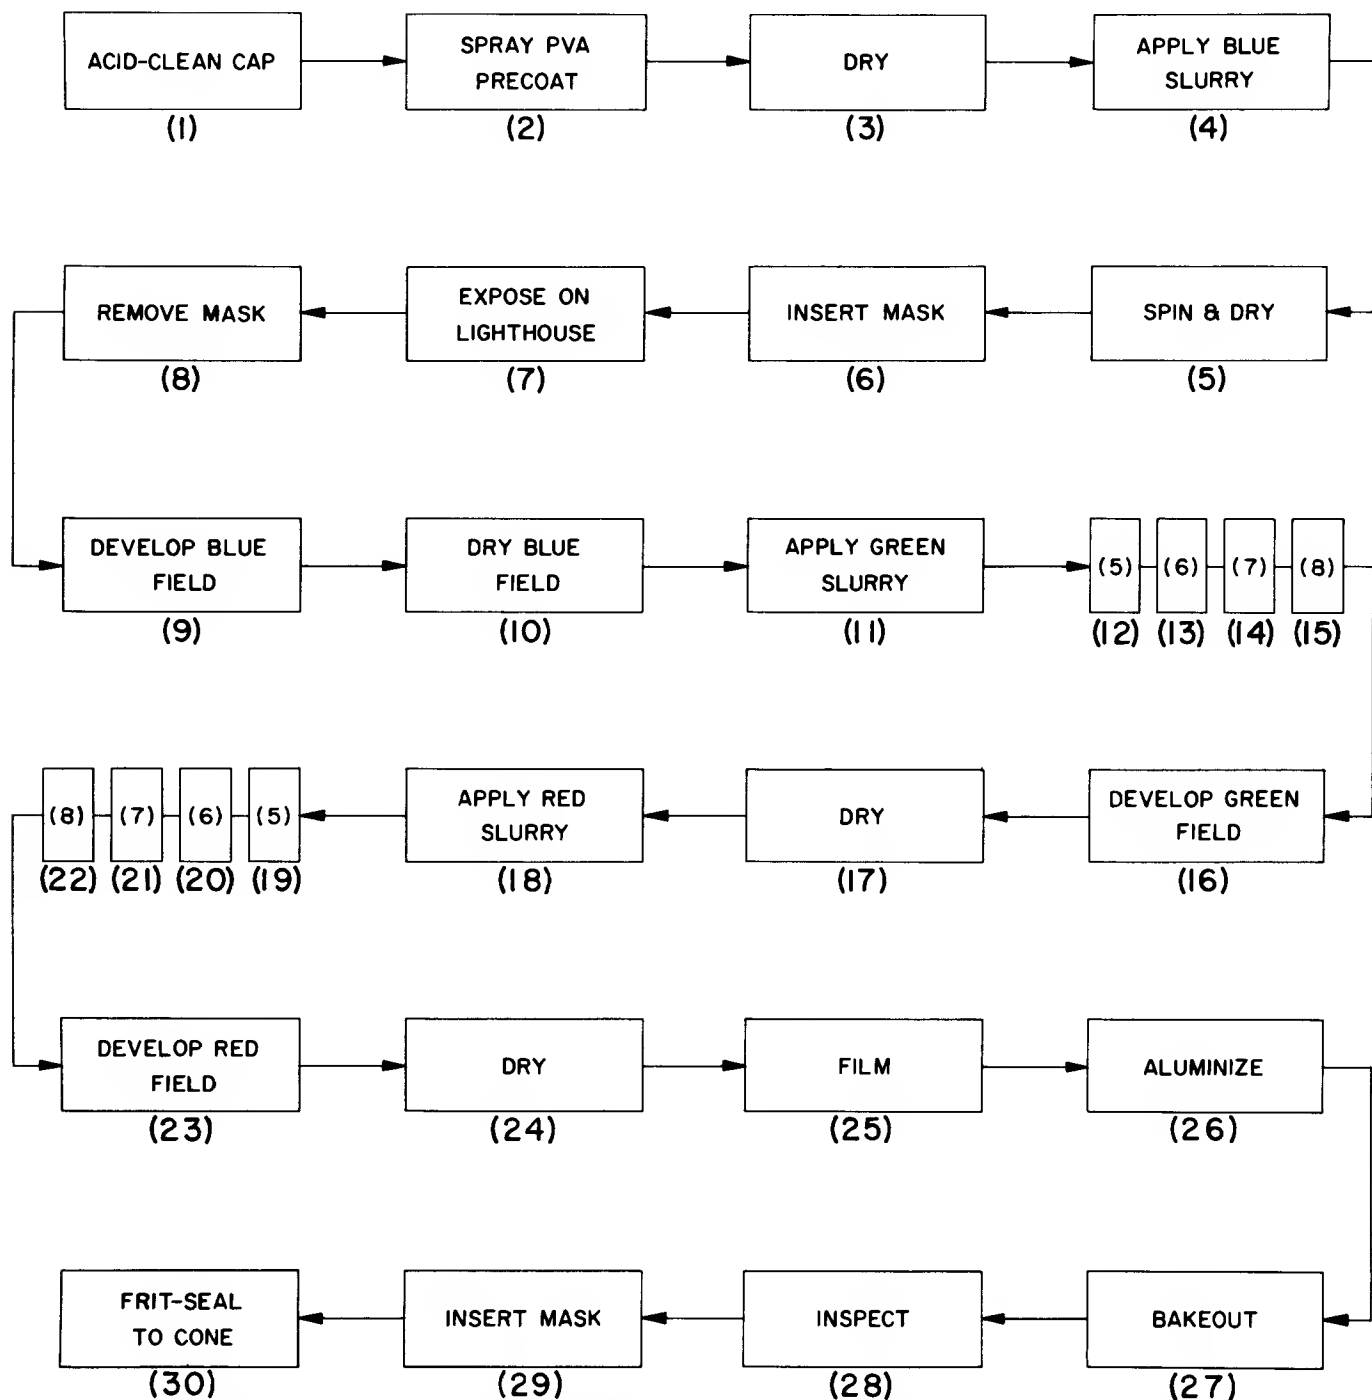 ACID-CLEAN CAP
(1)
SPRAY PVA
PRECOAT
(2)
DRY
(3)
APPLY BLUE
SLURRY
(4)
SPIN & DRY
(5)
INSERT MASK
(6)
EXPOSE ON
LIGHTHOUSE
(7)
REMOVE MASK
(8)
DEVELOP BLUE
FIELD
(9)
DRY BLUE
FIELD
(10)
APPLY GREEN
SLURRY
(11)
(5)
(12)
(6)
(13)
(7)
(14)
(8)
(15)
DEVELOP GREEN
FIELD
(16)
DRY
(17)
APPLY RED
SLURRY
(18)
(5)
(19)
(6)
(20)
(7)
(21)
(8)
(22)
DEVELOP RED
FIELD
(23)
DRY
(24)
FILM
(25)
ALUMINIZE
(26)
BAKEOUT
(27)
INSPECT
(28)
INSERT MASK
(29)
FRIT-SEAL
TO CONE
(30)